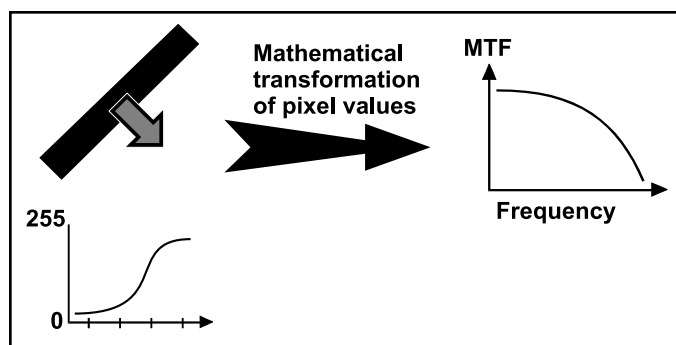 Mathematical
transformation
of pixel values
MTF
Frequency
255
0